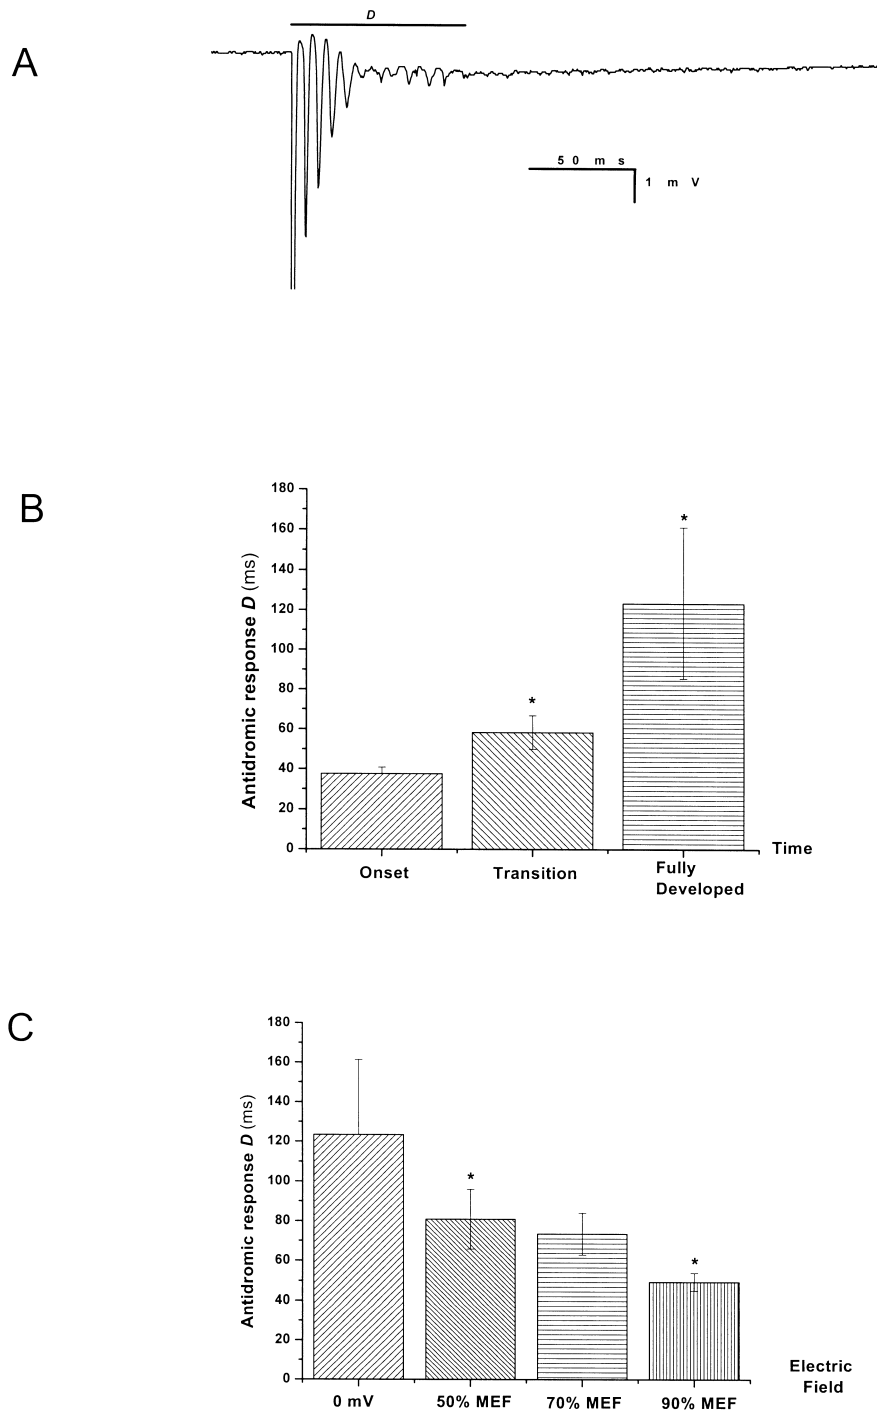 A
D
50 ms
1 mV
B
Antidromic response D (ms)
180
160
140
120
100
80
60
40
20
0
*
*
Time
Onset
Transition
Fully
Developed
C
Antidromic response D (ms)
180
160
140
120
100
80
60
40
20
0
*
*
Electric
Field
0 mV
50% MEF
70% MEF
90% MEF